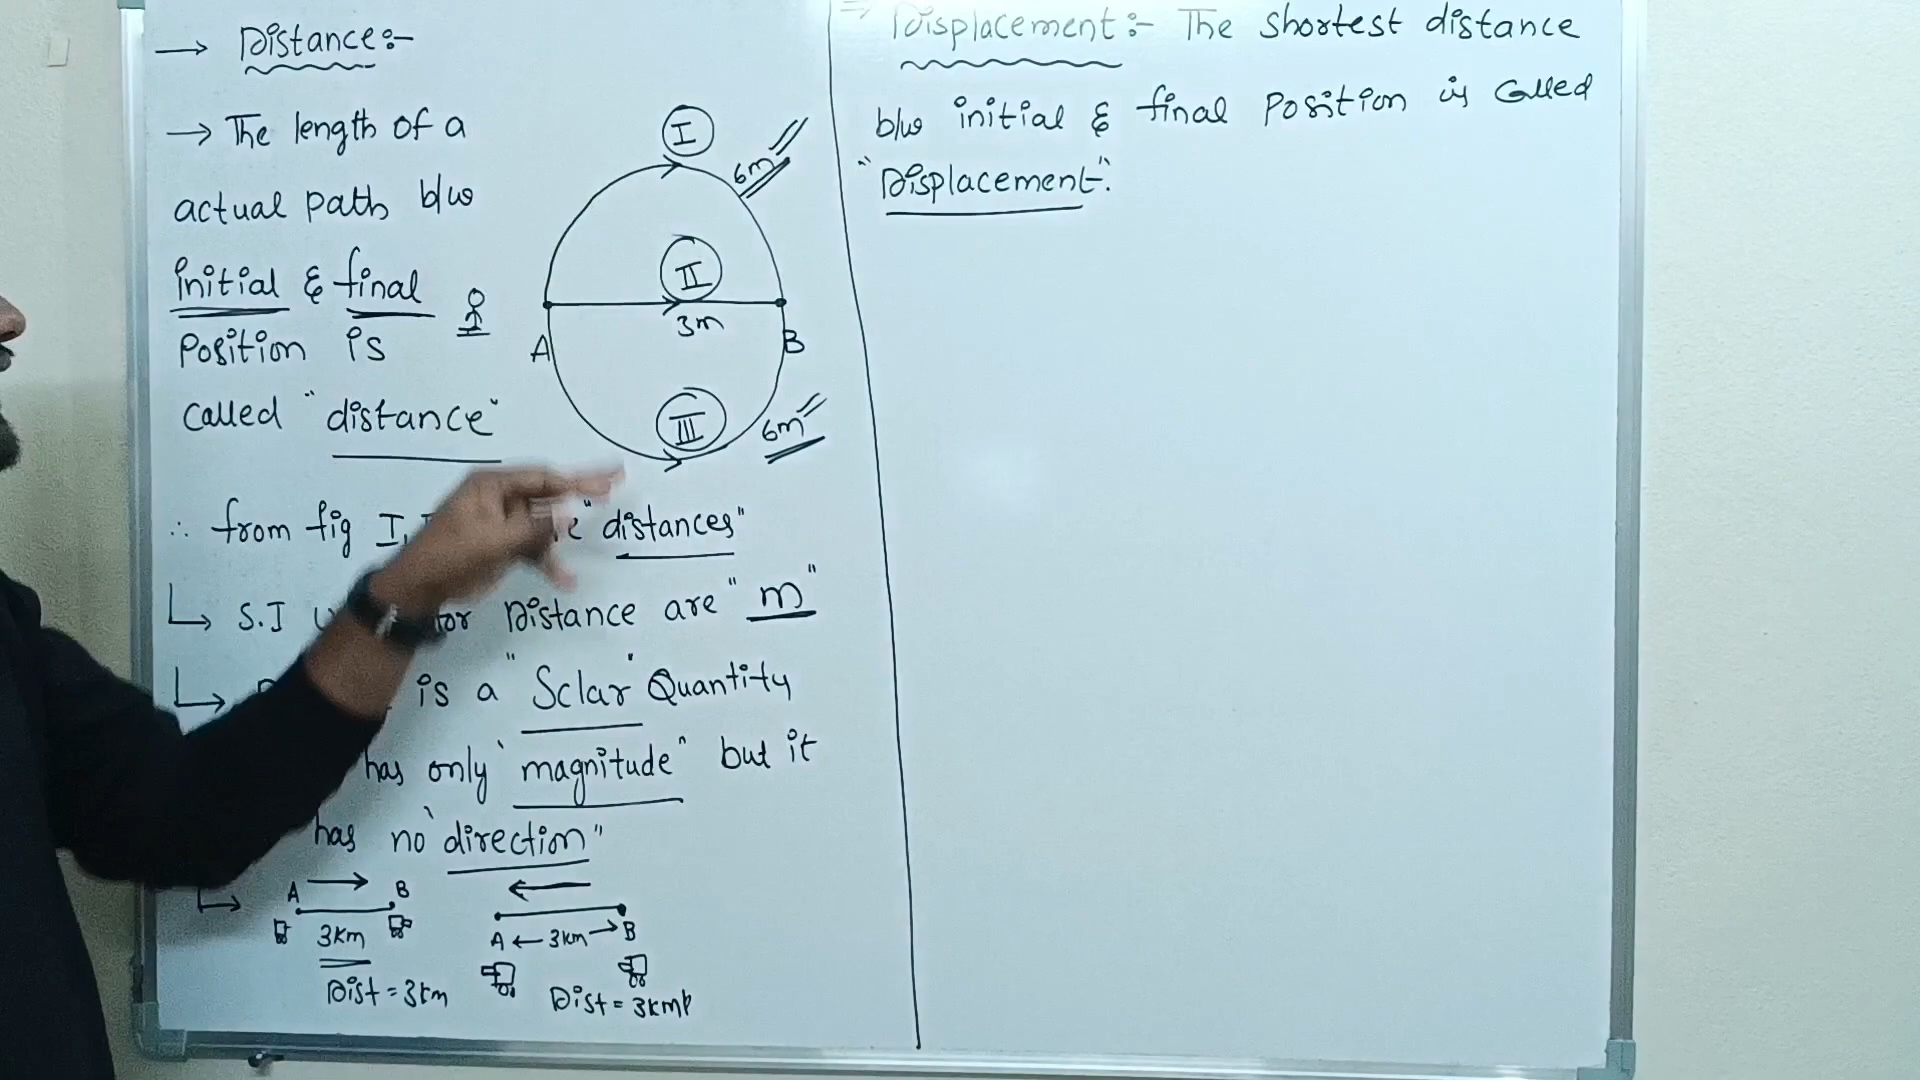 → Distance:-
→ The length of a
actual path b/w
initial & final
Position is
Called "distance"
I
6m
II
3m
A
B
III
6m
∴ from fig I, "distances"
S.I for Distance are "m"
is a "Sclar" Quantity
has only "magnitude" but it
has no "direction"
A → B
3km
Dist = 3km
←
A ← 3km → B
Dist = 3km
⇒ Displacement:- The shortest distance
b/w initial & final Position is Called
"Displacement".